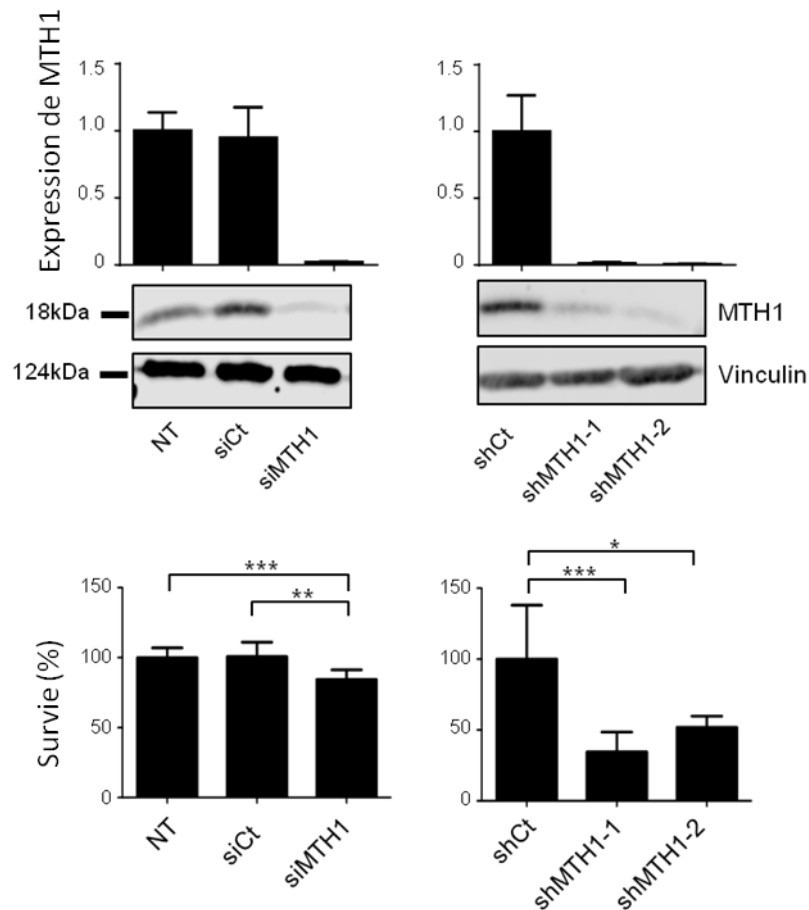 Expression de MTH1
1.5
1.0
0.5
0
1.5
1.0
0.5
0
18kDa
MTH1
124kDa
Vinculin
NT
siCt
siMTH1
shCt
shMTH1-1
shMTH1-2
Survie (%)
150
100
50
0
***
**
NT
siCt
siMTH1
150
100
50
0
*
***
shCt
shMTH1-1
shMTH1-2